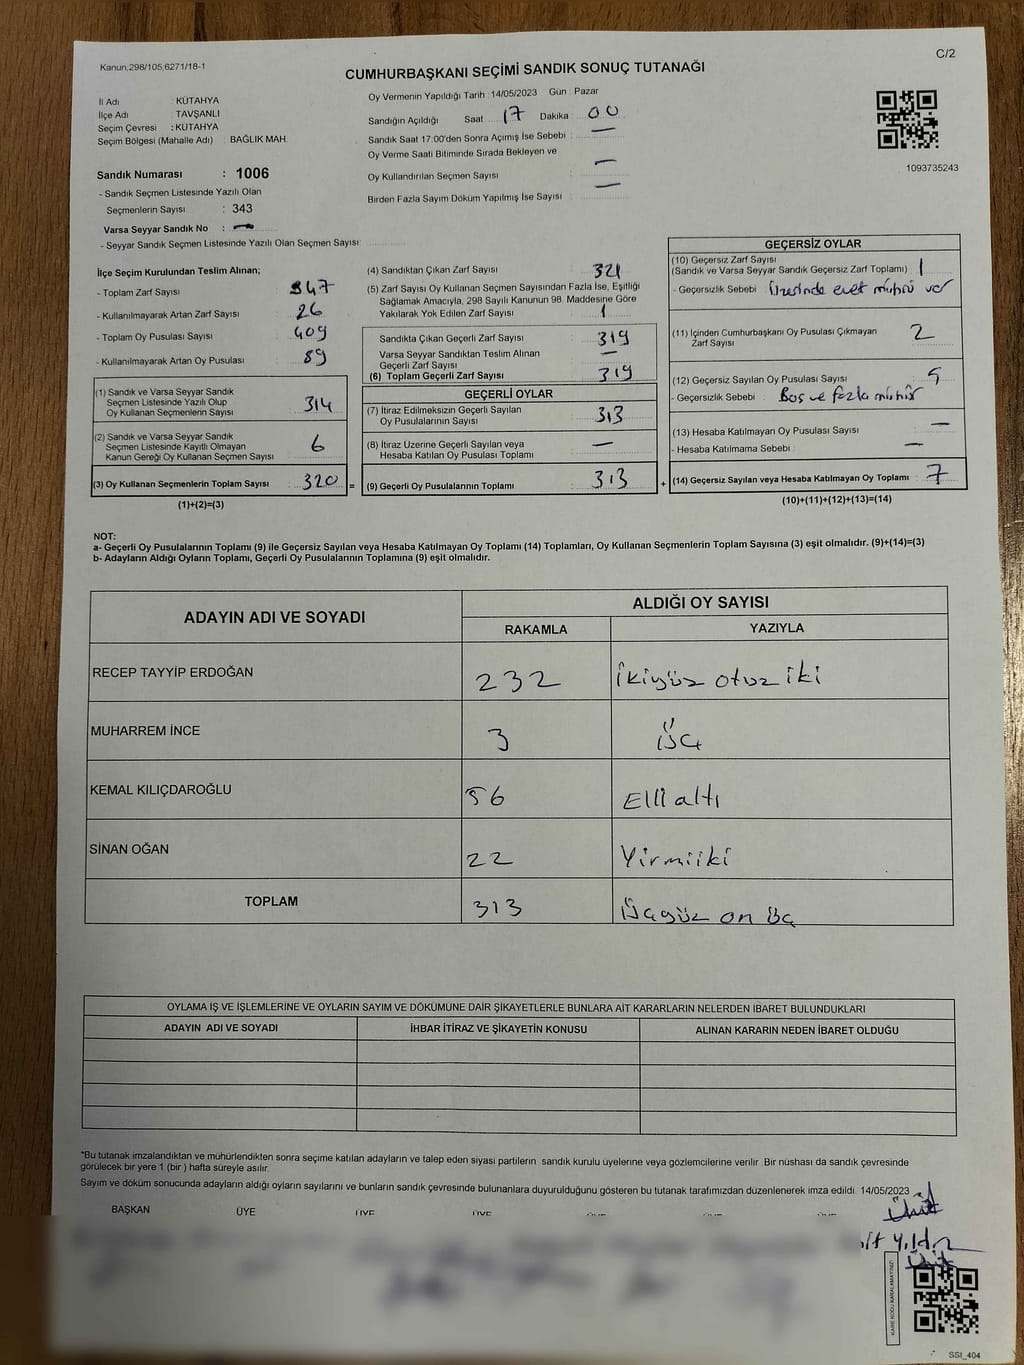 Kanun,298/105,6271/18-1
C/2
CUMHURBAŞKANI SEÇİMİ SANDIK SONUÇ TUTANAĞI
İl Adı : KÜTAHYA
İlçe Adı : TAVŞANLI
Seçim Çevresi : KÜTAHYA
Seçim Bölgesi (Mahalle Adı) : BAĞLIK MAH.
Sandık Numarası : 1006
- Sandık Seçmen Listesinde Yazılı Olan
Seçmenlerin Sayısı : 343
Varsa Seyyar Sandık No : —
- Seyyar Sandık Seçmen Listesinde Yazılı Olan Seçmen Sayısı:
Oy Vermenin Yapıldığı Tarih : 14/05/2023 Gün : Pazar
Sandığın Açıldığı Saat 17 Dakika 00
Sandık Saat 17:00'den Sonra Açımış İse Sebebi : —
Oy Verme Saati Bitiminde Sırada Bekleyen ve
Oy Kullandırılan Seçmen Sayısı : —
Birden Fazla Sayım Döküm Yapılmış İse Sayısı : —
1093735243
İlçe Seçim Kurulundan Teslim Alınan;
- Toplam Zarf Sayısı 347
- Kullanılmayarak Artan Zarf Sayısı 26
- Toplam Oy Pusulası Sayısı 409
- Kullanılmayarak Artan Oy Pusulası 89
(1) Sandık ve Varsa Seyyar Sandık
Seçmen Listesinde Yazılı Olup
Oy Kullanan Seçmenlerin Sayısı 314
(2) Sandık ve Varsa Seyyar Sandık
Seçmen Listesinde Kayıtlı Olmayan
Kanun Gereği Oy Kullanan Seçmen Sayısı 6
(3) Oy Kullanan Seçmenlerin Toplam Sayısı 320 =
(1)+(2)=(3)
(4) Sandıktan Çıkan Zarf Sayısı 321
(5) Zarf Sayısı Oy Kullanan Seçmen Sayısından Fazla İse, Eşitliği
Sağlamak Amacıyla, 298 Sayılı Kanunun 98. Maddesine Göre
Yakılarak Yok Edilen Zarf Sayısı 1
Sandıkta Çıkan Geçerli Zarf Sayısı 319
Varsa Seyyar Sandıktan Teslim Alınan
Geçerli Zarf Sayısı —
(6) Toplam Geçerli Zarf Sayısı 319
GEÇERLİ OYLAR
(7) İtiraz Edilmeksizin Geçerli Sayılan
Oy Pusulalarının Sayısı 313
(8) İtiraz Üzerine Geçerli Sayılan veya
Hesaba Katılan Oy Pusulası Toplamı —
(9) Geçerli Oy Pusulalarının Toplamı 313 +
GEÇERSİZ OYLAR
(10) Geçersiz Zarf Sayısı
(Sandık ve Varsa Seyyar Sandık Geçersiz Zarf Toplamı) : 1
- Geçersizlik Sebebi : Üzerinde evet mührü var
(11) İçinden Cumhurbaşkanı Oy Pusulası Çıkmayan
Zarf Sayısı 2
(12) Geçersiz Sayılan Oy Pusulası Sayısı :
- Geçersizlik Sebebi : Boş ve fazla mühür
(13) Hesaba Katılmayan Oy Pusulası Sayısı : —
- Hesaba Katılmama Sebebi : —
(14) Geçersiz Sayılan veya Hesaba Katılmayan Oy Toplamı : 7
(10)+(11)+(12)+(13)=(14)
NOT:
a- Geçerli Oy Pusulalarının Toplamı (9) ile Geçersiz Sayılan veya Hesaba Katılmayan Oy Toplamı (14) Toplamları, Oy Kullanan Seçmenlerin Toplam Sayısına (3) eşit olmalıdır. (9)+(14)=(3)
b- Adayların Aldığı Oyların Toplamı, Geçerli Oy Pusulalarının Toplamına (9) eşit olmalıdır.
ADAYIN ADI VE SOYADI
ALDIĞI OY SAYISI
RAKAMLA YAZIYLA
RECEP TAYYİP ERDOĞAN 232 İkiyüz otuz iki
MUHARREM İNCE 3 üç
KEMAL KILIÇDAROĞLU 56 Elli altı
SİNAN OĞAN 22 Yirmiiki
TOPLAM 313 Üçyüz on üç
OYLAMA İŞ VE İŞLEMLERİNE VE OYLARIN SAYIM VE DÖKÜMÜNE DAİR ŞİKAYETLERLE BUNLARA AİT KARARLARIN NELERDEN İBARET BULUNDUKLARI
ADAYIN ADI VE SOYADI İHBAR İTİRAZ VE ŞİKAYETİN KONUSU ALINAN KARARIN NEDEN İBARET OLDUĞU
*Bu tutanak imzalandıktan ve mühürlendikten sonra seçime katılan adayların ve talep eden siyasi partilerin sandık kurulu üyelerine veya gözlemcilerine verilir. Bir nüshası da sandık çevresinde
görülecek bir yere 1 (bir) hafta süreyle asılır.
Sayım ve döküm sonucunda adayların aldığı oyların sayılarını ve bunların sandık çevresinde bulunanlara duyurulduğunu gösteren bu tutanak tarafımızdan düzenlenerek imza edildi. 14/05/2023
BAŞKAN ÜYE ÜYE ÜYE
KARE KODU KARALAMAYINIZ!
SSI_404